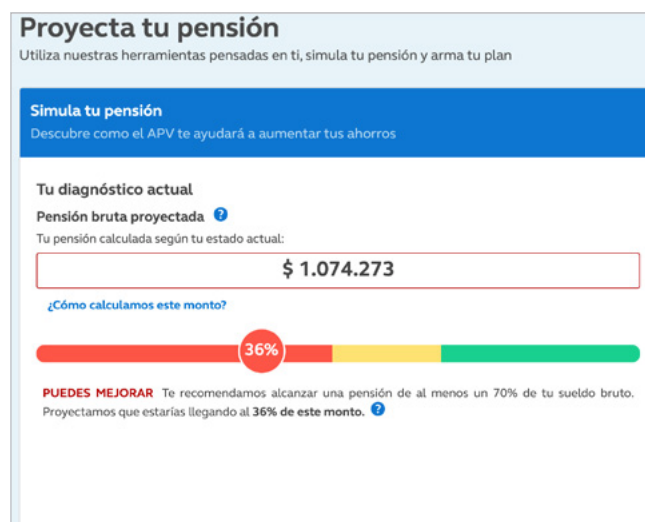 Proyecta tu pensión
Utiliza nuestras herramientas pensadas en ti, simula tu pensión y arma tu plan
Simula tu pensión
Descubre como el APV te ayudará a aumentar tus ahorros
Tu diagnóstico actual
Pensión bruta proyectada ?
Tu pensión calculada según tu estado actual:
$ 1.074.273
¿Cómo calculamos este monto?
36%
PUEDES MEJORAR Te recomendamos alcanzar una pensión de al menos un 70% de tu sueldo bruto.
Proyectamos que estarías llegando al 36% de este monto. ?